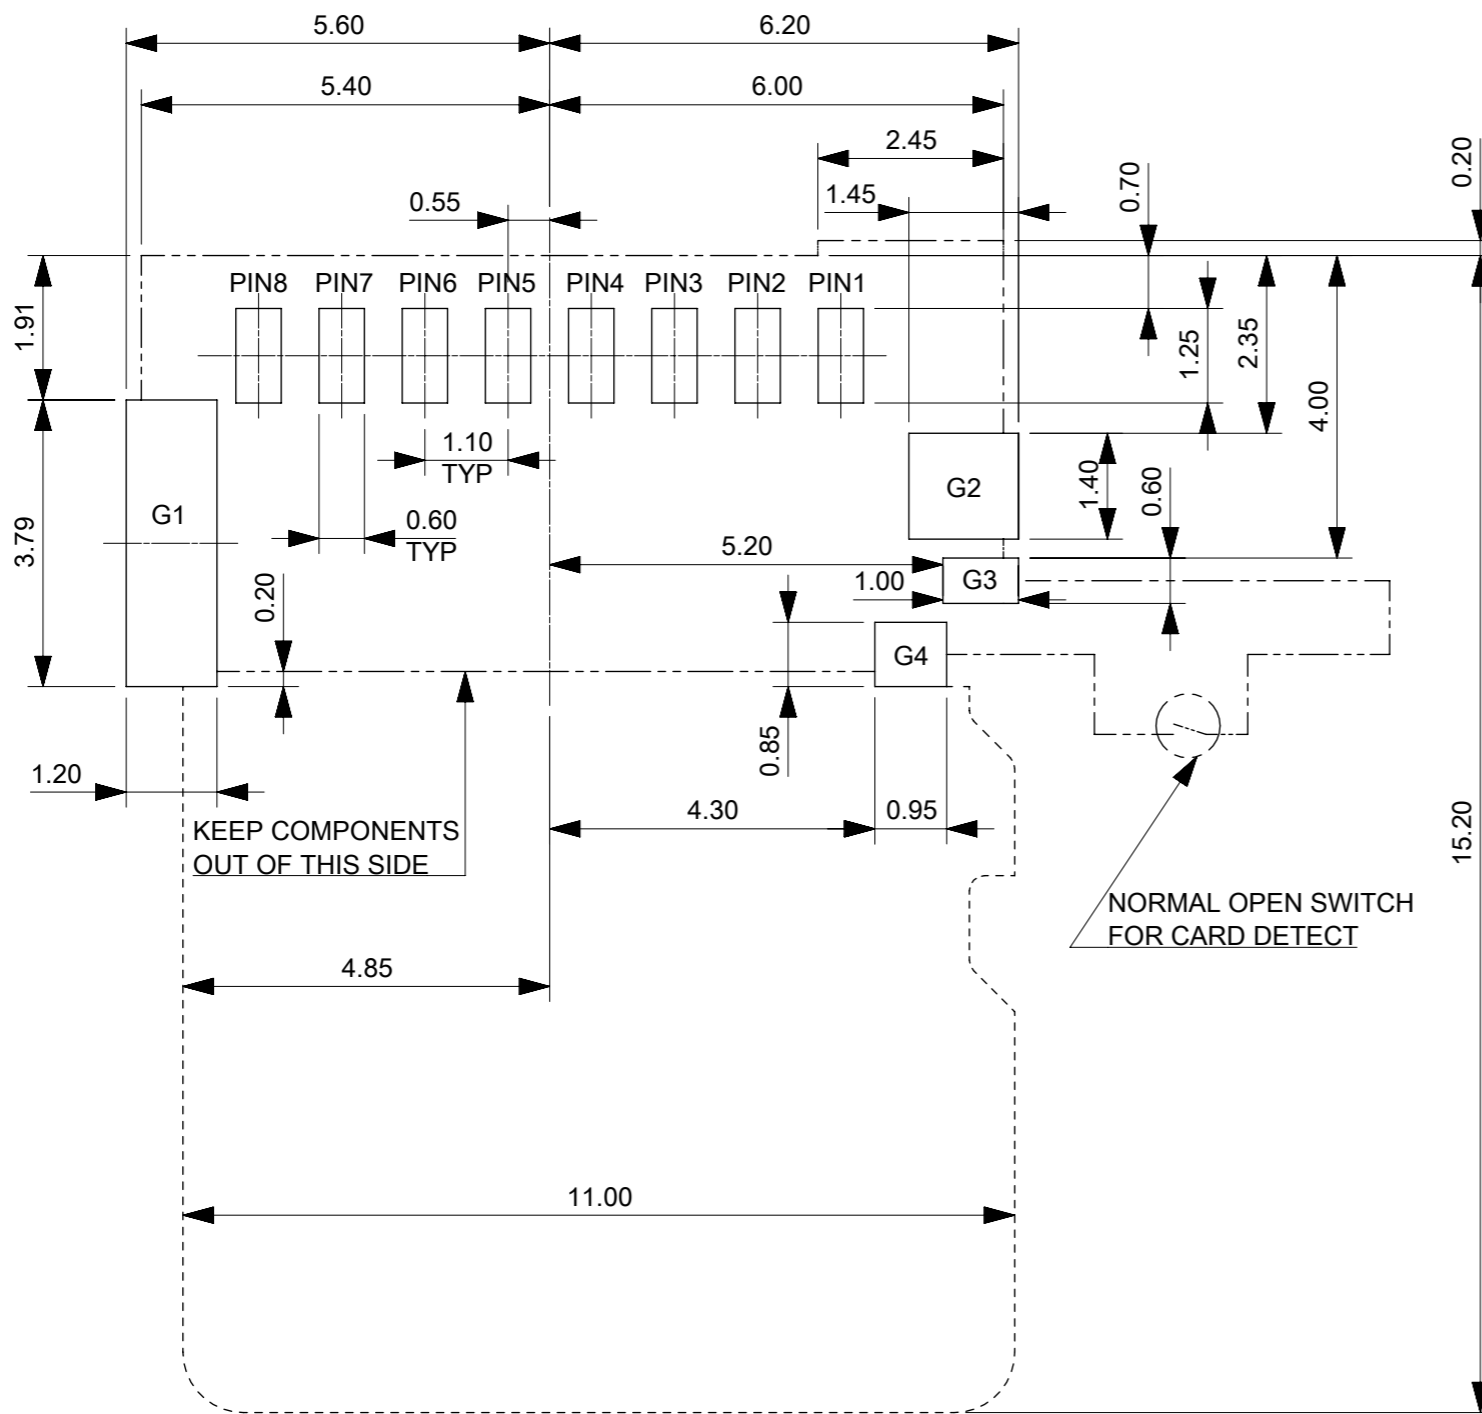 5.60
6.20
5.40
6.00
2.45
0.20
0.70
1.45
0.55
PIN8
PIN7
PIN6
PIN5
PIN4
PIN3
PIN2
PIN1
1.91
1.25
2.35
4.00
1.10
TYP
1.40
0.60
G2
G1
0.60
TYP
3.79
5.20
G3
1.00
0.20
G4
0.85
1.20
4.30
0.95
KEEP COMPONENTS
OUT OF THIS SIDE
15.20
NORMAL OPEN SWITCH
FOR CARD DETECT
4.85
11.00